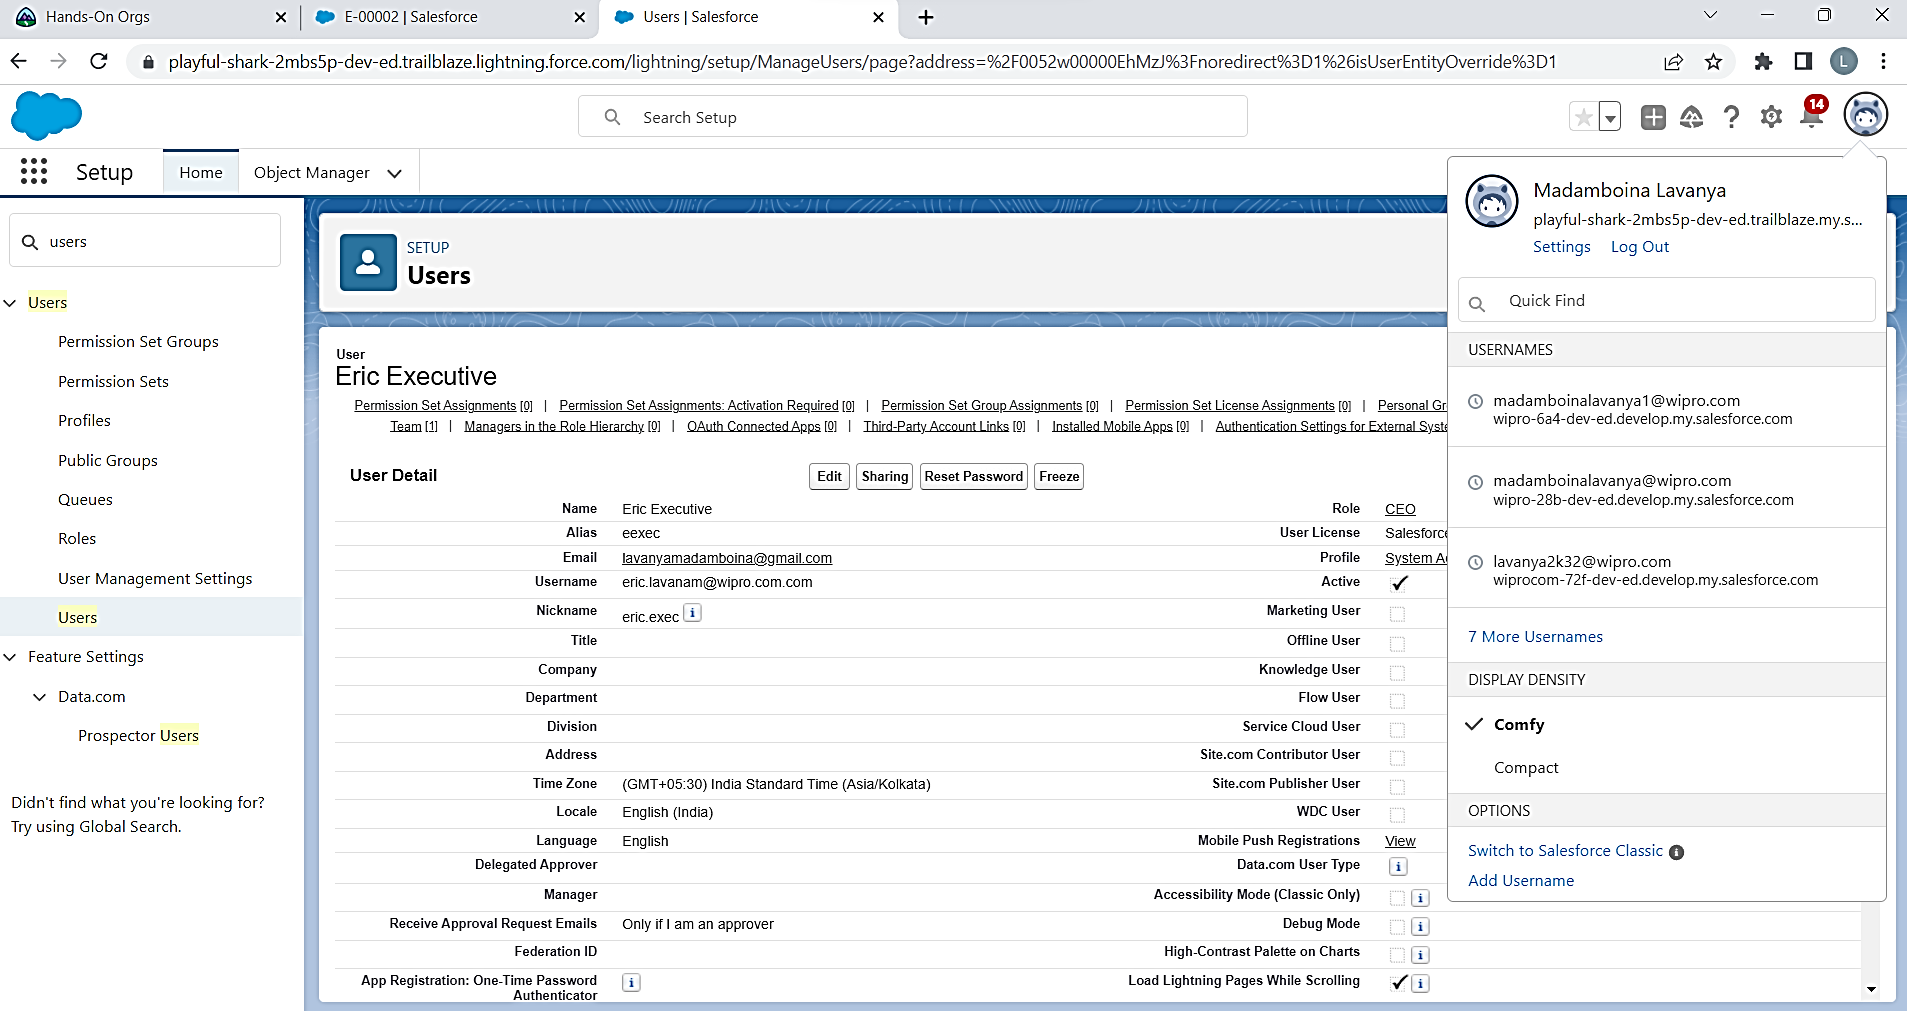 Hands-On Orgs
E-00002 | Salesforce
Users | Salesforce
playful-shark-2mbs5p-dev-ed.trailblaze.lightning.force.com/lightning/setup/ManageUsers/page?address=%2F0052w00000EhMzJ%3Fnoredirect%3D1%26isUserEntityOverride%3D1
L
Search Setup
14
Setup
Home
Object Manager
users
Users
Permission Set Groups
Permission Sets
Profiles
Public Groups
Queues
Roles
User Management Settings
Users
Feature Settings
Data.com
Prospector Users
Didn't find what you're looking for?
Try using Global Search.
SETUP
Users
User
Eric Executive
Permission Set Assignments [0] | Permission Set Assignments: Activation Required [0] | Permission Set Group Assignments [0] | Permission Set License Assignments [0] | Personal Gr
Team [1] | Managers in the Role Hierarchy [0] | OAuth Connected Apps [0] | Third-Party Account Links [0] | Installed Mobile Apps [0] | Authentication Settings for External Syste
User Detail
Edit Sharing Reset Password Freeze
Name Eric Executive Role CEO
Alias eexec User License Salesforce
Email lavanyamadamboina@gmail.com Profile System A
Username eric.lavanam@wipro.com.com Active
Nickname eric.exec Marketing User
Title Offline User
Company Knowledge User
Department Flow User
Division Service Cloud User
Address Site.com Contributor User
Time Zone (GMT+05:30) India Standard Time (Asia/Kolkata) Site.com Publisher User
Locale English (India) WDC User
Language English Mobile Push Registrations View
Delegated Approver Data.com User Type
Manager Accessibility Mode (Classic Only)
Receive Approval Request Emails Only if I am an approver Debug Mode
Federation ID High-Contrast Palette on Charts
App Registration: One-Time Password Load Lightning Pages While Scrolling
Authenticator
Madamboina Lavanya
playful-shark-2mbs5p-dev-ed.trailblaze.my.s...
Settings Log Out
Quick Find
USERNAMES
madamboinalavanya1@wipro.com
wipro-6a4-dev-ed.develop.my.salesforce.com
madamboinalavanya@wipro.com
wipro-28b-dev-ed.develop.my.salesforce.com
lavanya2k32@wipro.com
wiprocom-72f-dev-ed.develop.my.salesforce.com
7 More Usernames
DISPLAY DENSITY
Comfy
Compact
OPTIONS
Switch to Salesforce Classic
Add Username